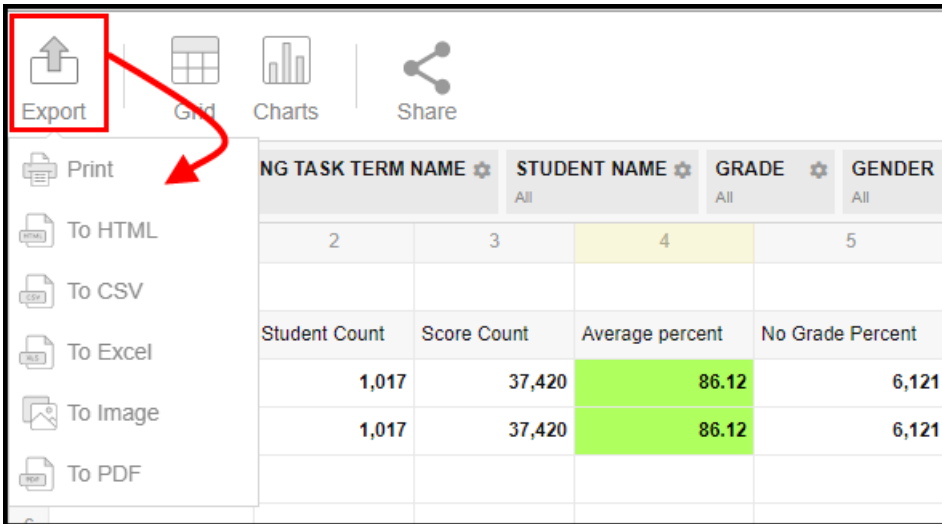 Export Grid Charts Share
Print
To HTML
To CSV
To Excel
To Image
To PDF
NG TASK TERM NAME STUDENT NAME GRADE GENDER
All All All
2 3 4 5
Student Count Score Count Average percent No Grade Percent
1,017 37,420 86.12 6,121
1,017 37,420 86.12 6,121